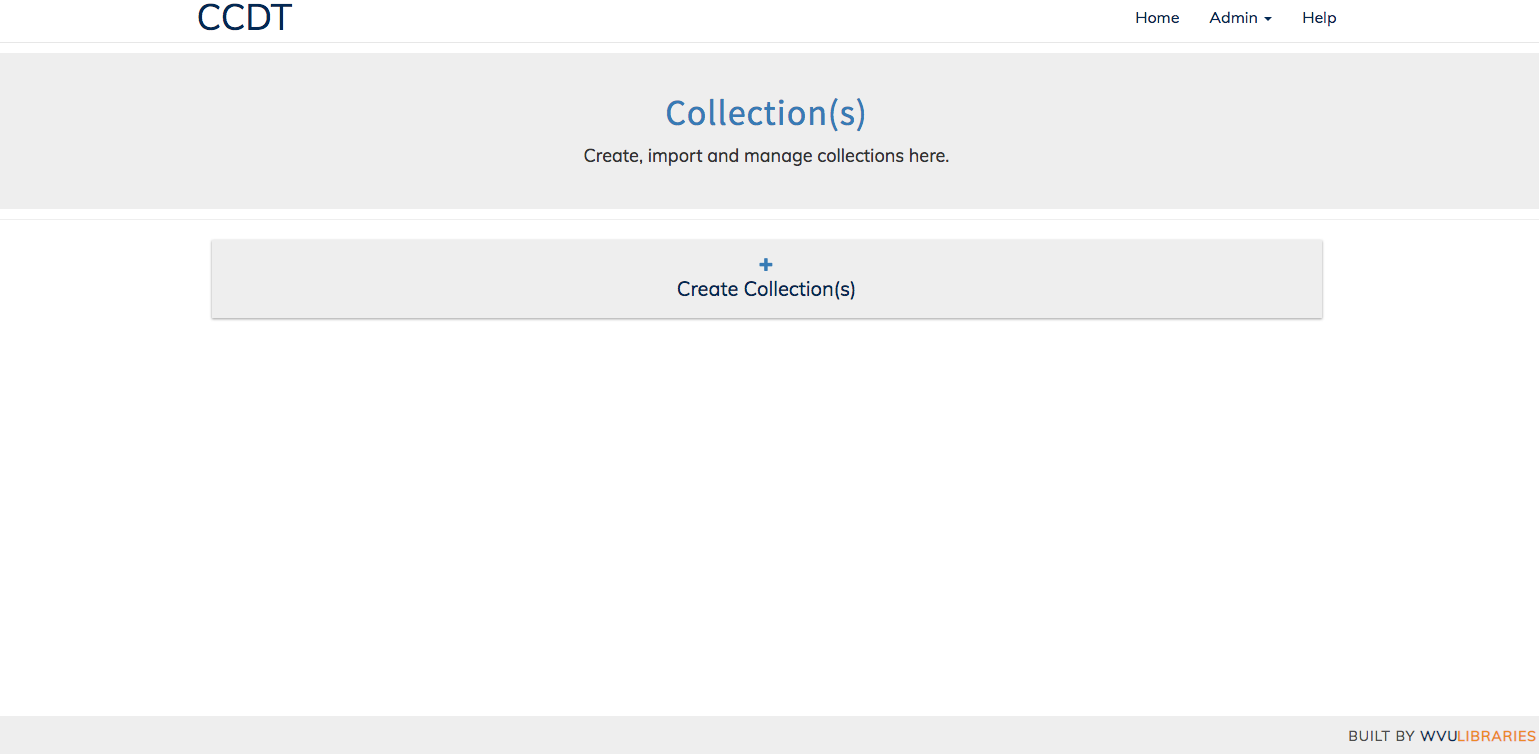 CCDT Home Admin Help
Collection(s)
Create, import and manage collections here.
Create Collection(s)
BUILT BY WVULIBRARIES